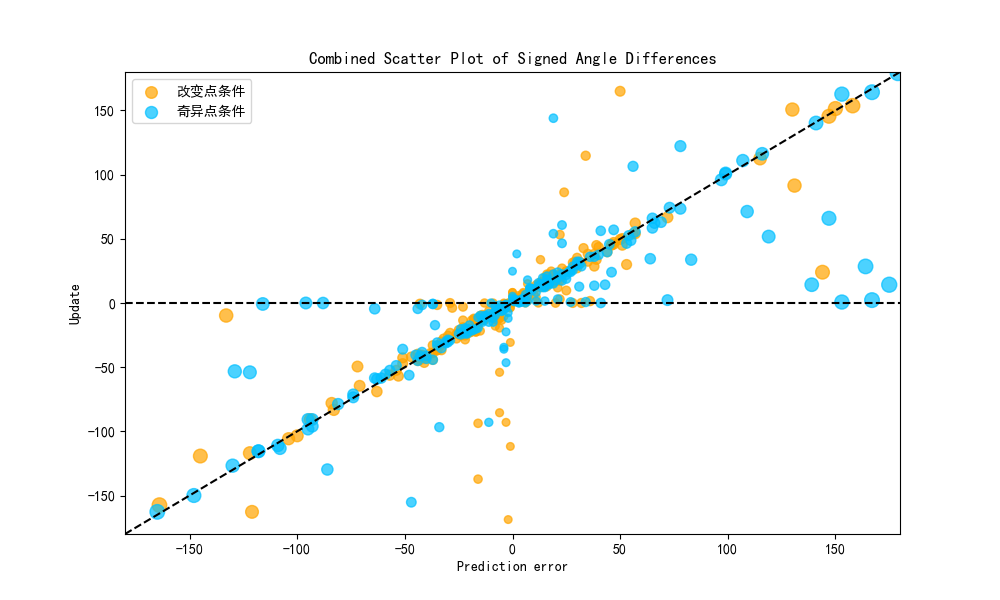 Combined Scatter Plot of Signed Angle Differences
改变点条件
奇异点条件
Update
150
100
50
0
−50
−100
−150
−150
−100
−50
0
50
100
150
Prediction error